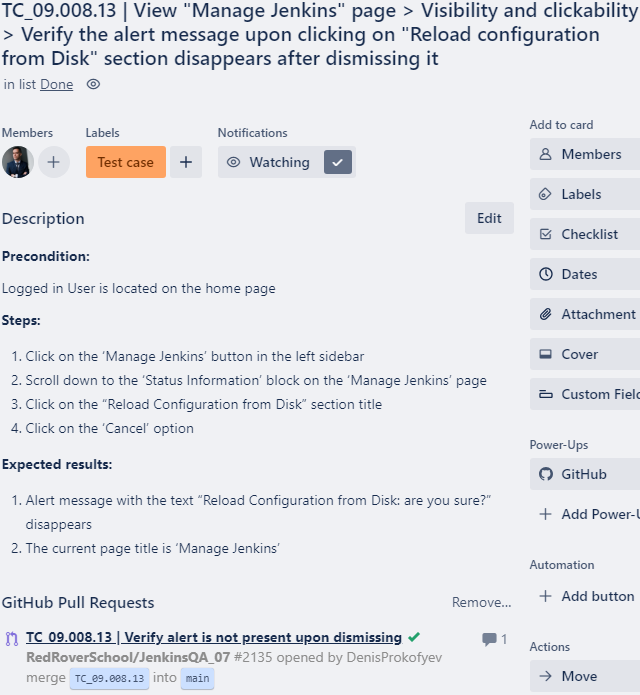 TC_09.008.13 | View "Manage Jenkins" page > Visibility and clickability
> Verify the alert message upon clicking on "Reload configuration
from Disk" section disappears after dismissing it
in list Done
Members
Labels
Notifications
Test case
Watching
Description
Edit
Precondition:
Logged in User is located on the home page
Steps:
1. Click on the ‘Manage Jenkins’ button in the left sidebar
2. Scroll down to the ‘Status Information’ block on the ‘Manage Jenkins’ page
3. Click on the “Reload Configuration from Disk” section title
4. Click on the ‘Cancel’ option
Expected results:
1. Alert message with the text “Reload Configuration from Disk: are you sure?”
disappears
2. The current page title is ‘Manage Jenkins’
GitHub Pull Requests
Remove...
TC_09.008.13 | Verify alert is not present upon dismissing
1
RedRoverSchool/JenkinsQA_07 #2135 opened by DenisProkofyev
merge TC_09.008.13 into main
Add to card
Members
Labels
Checklist
Dates
Attachment
Cover
Custom Field
Power-Ups
GitHub
Add Power-U
Automation
Add button
Actions
Move